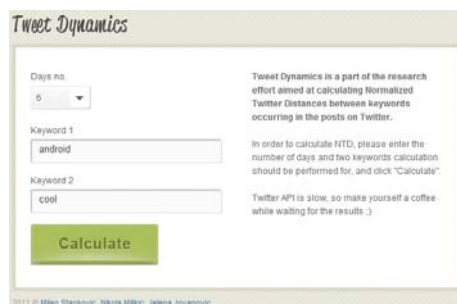 Tweet Dynamics
Days no.
6
Keyword 1
android
Keyword 2
cool
Calculate
Tweet Dynamics is a part of the research
effort aimed at calculating Normalized
Twitter Distances between keywords
occurring in the posts on Twitter.
In order to calculate NTD, please enter the
number of days and two keywords calculation
should be performed for, and click "Calculate".
Twitter API is slow, so make yourself a coffee
while waiting for the results ;)
2011 © Milan Stankovic, Nikola Milikic, Jelena Jovanovic